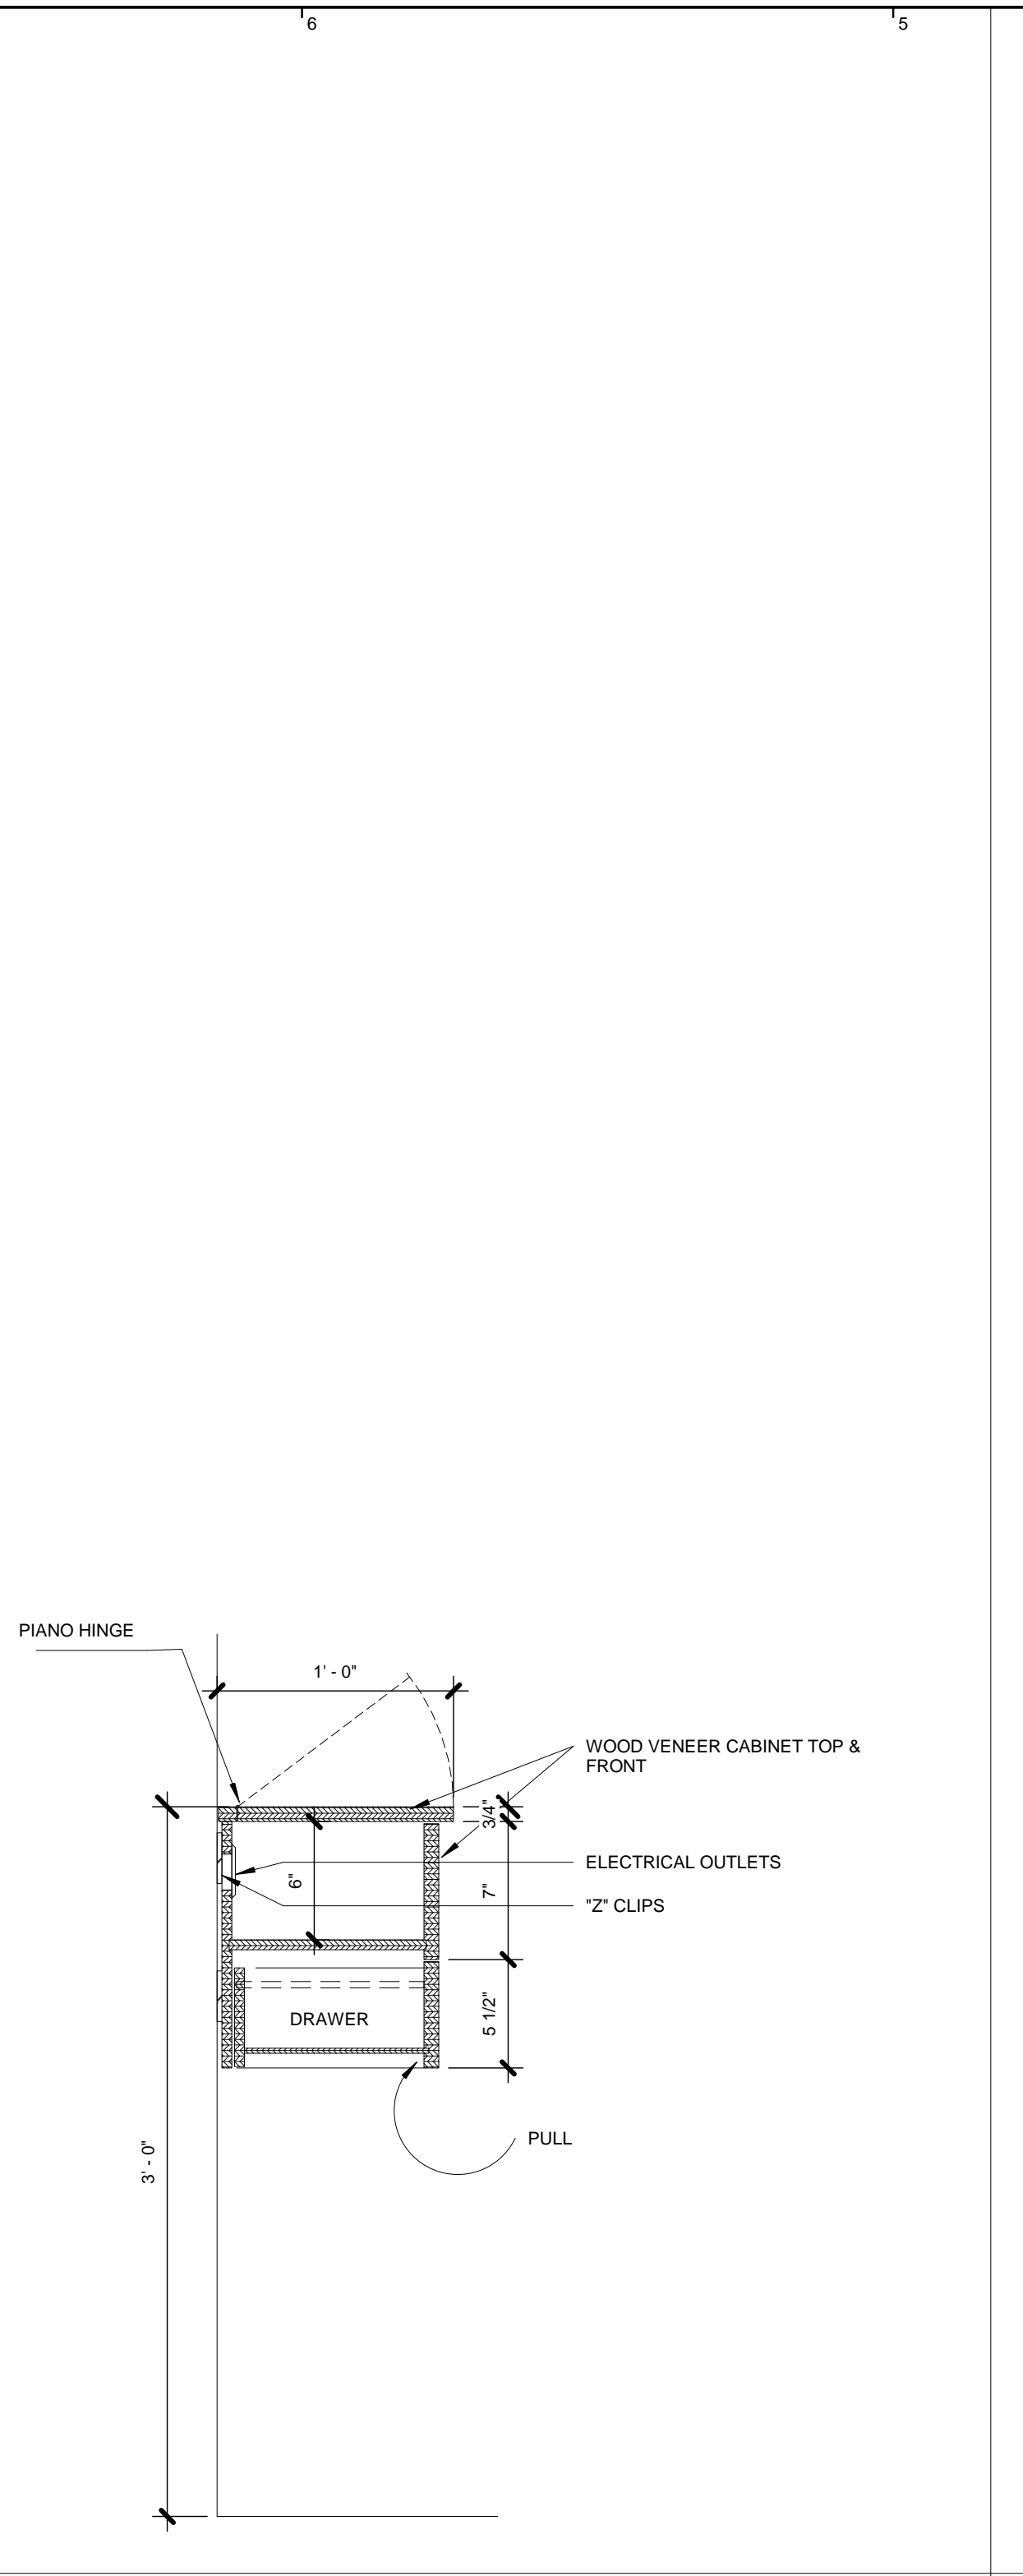 6
5
PIANO HINGE
1' - 0"
WOOD VENEER CABINET TOP &
FRONT
3/4"
ELECTRICAL OUTLETS
6"
7"
"Z" CLIPS
DRAWER
5 1/2"
PULL
3' - 0"